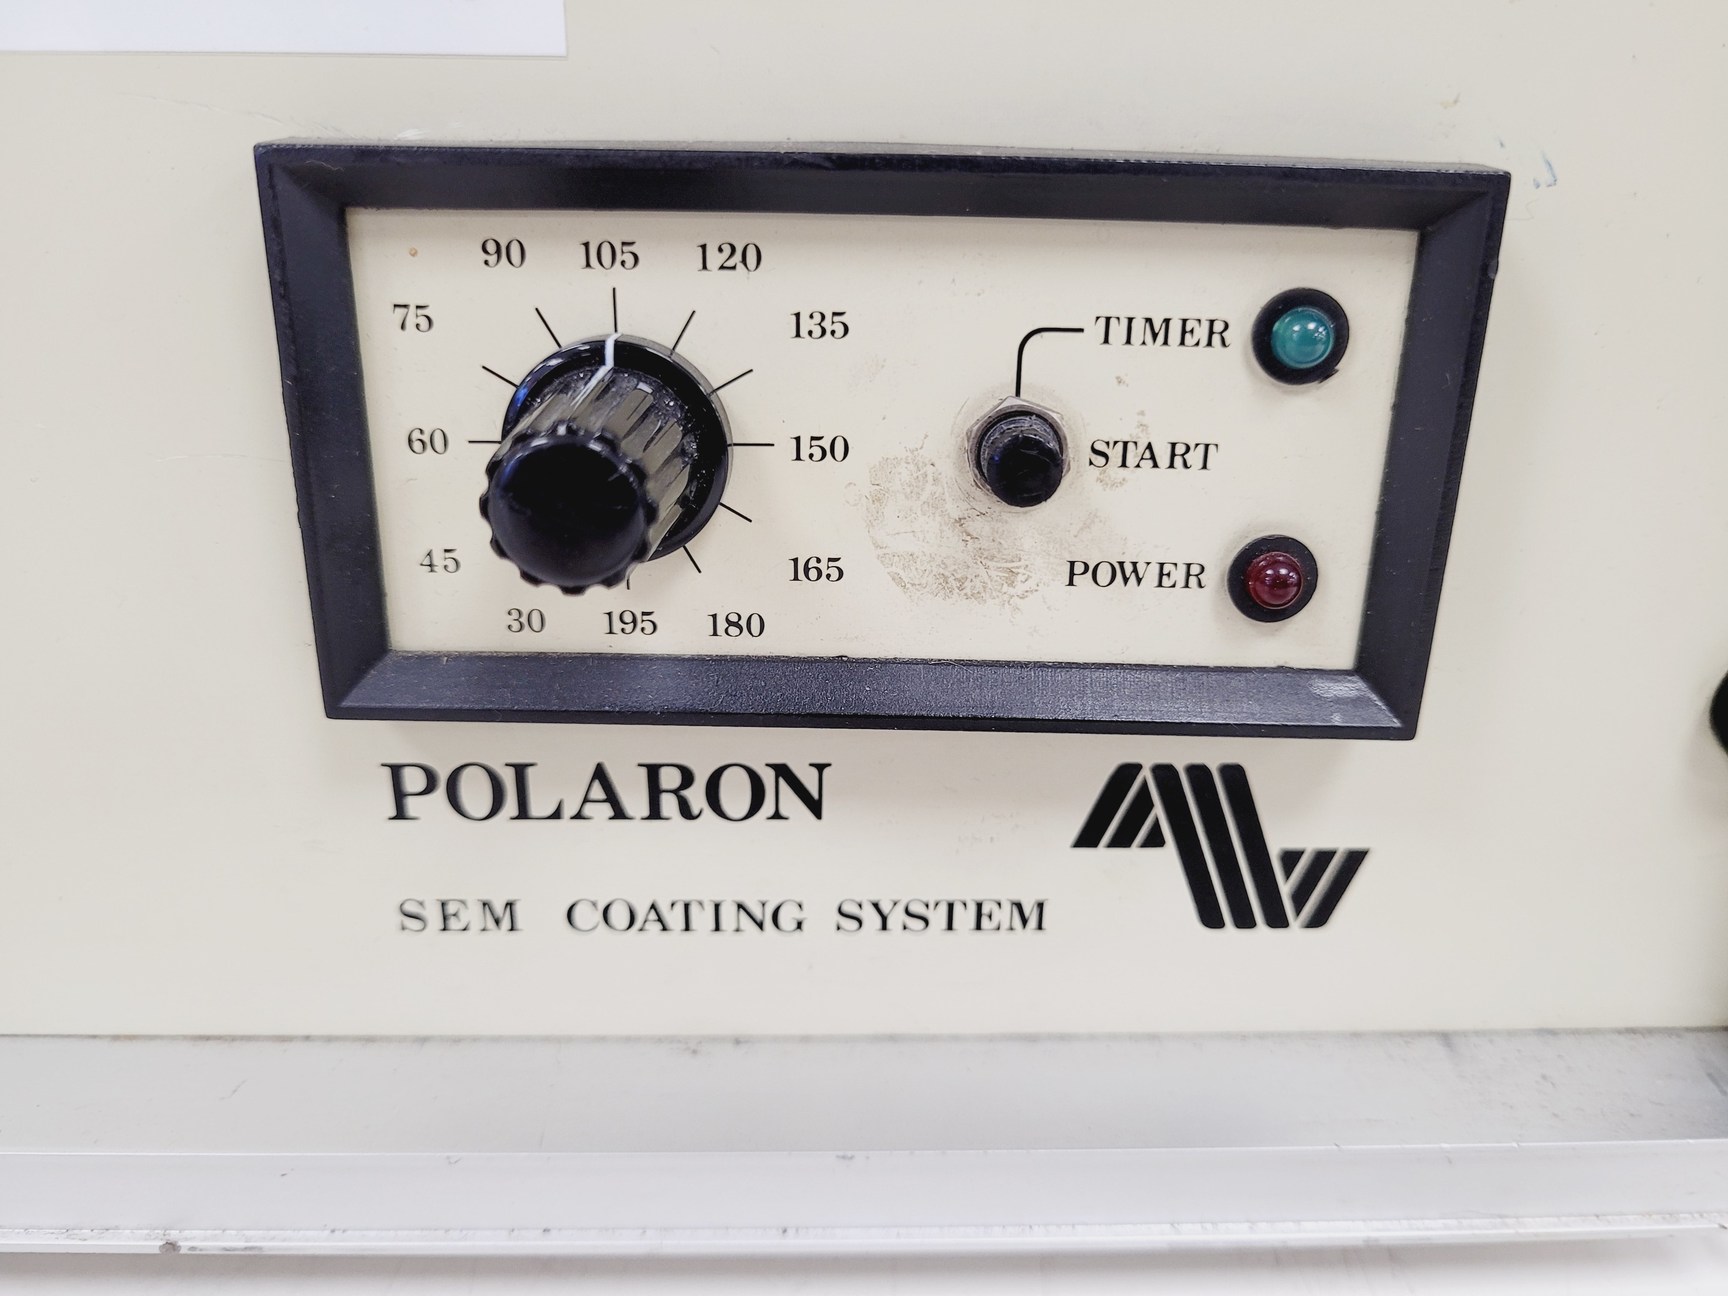 90 105 120
75 135
TIMER
60 150
START
45 165
POWER
30 195 180
POLARON
SEM COATING SYSTEM